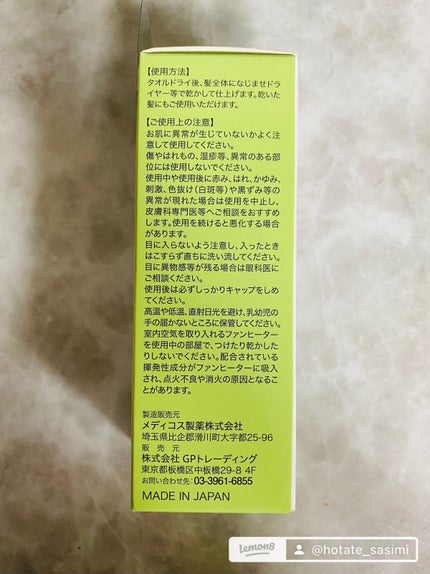 【使用方法】
タオルドライ後、髪全体になじませドラ
イヤー等で乾かして仕上げます。乾いた
髪にもご使用いただけます。
【ご使用上の注意】
お肌に異常が生じていないかよく注
意して使用してください。
傷やはれもの、湿疹等、異常のある部
位には使用しないでください。
使用中や使用後に赤み、はれ、かゆみ、
刺激、色抜け（白斑等）や黒ずみ等の
異常が現れた場合は使用を中止し、
皮膚科専門医等へご相談をおすすめ
します。使用を続けると悪化する場合
があります。
目に入らないよう注意し、入ったとき
はこすらず直ちに洗い流してください。
目に異物感等が残る場合は眼科医に
ご相談ください。
使用後は必ずしっかりキャップをしめ
てください。
高温や低温、直射日光を避け、乳幼児の
手の届かないところに保管してください。
室内空気を取り入れるファンヒーター
を使用中の部屋で、つけたり乾かした
りしないでください。配合されている
揮発性成分がファンヒーターに吸入
され、点火不良や消火の原因となるこ
とがあります。
製造販売元
メディコス製薬株式会社
埼玉県比企郡滑川町大字都25-96
販 売 元
株式会社 GPトレーディング
東京都板橋区中板橋29-8 4F
お問い合わせ先：03-3961-6855
MADE IN JAPAN
lemon8 @hotate_sasimi